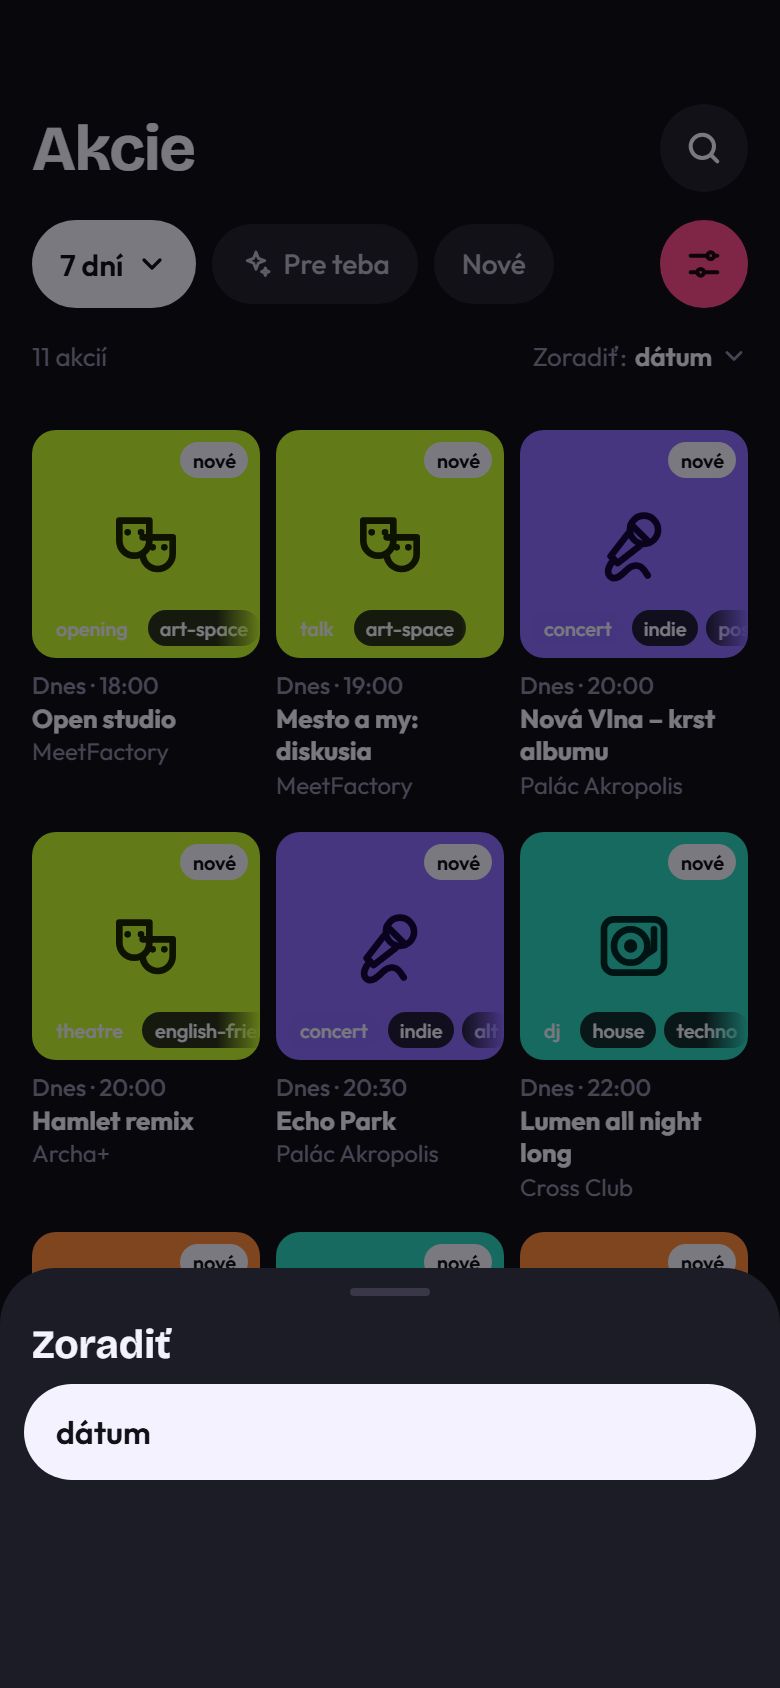 Akcie
7 dní
Pre teba
Nové
11 akcií
Zoradiť: dátum
nové
nové
nové
opening art-space
talk art-space
concert indie
Dnes · 18:00
Open studio
MeetFactory
Dnes · 19:00
Mesto a my:
diskusia
MeetFactory
Dnes · 20:00
Nová Vlna – krst
albumu
Palác Akropolis
nové
nové
nové
theatre
concert indie
dj house techno
Dnes · 20:00
Hamlet remix
Archa+
Dnes · 20:30
Echo Park
Palác Akropolis
Dnes · 22:00
Lumen all night
long
Cross Club
nové
nové
nové
Zoradiť
dátum